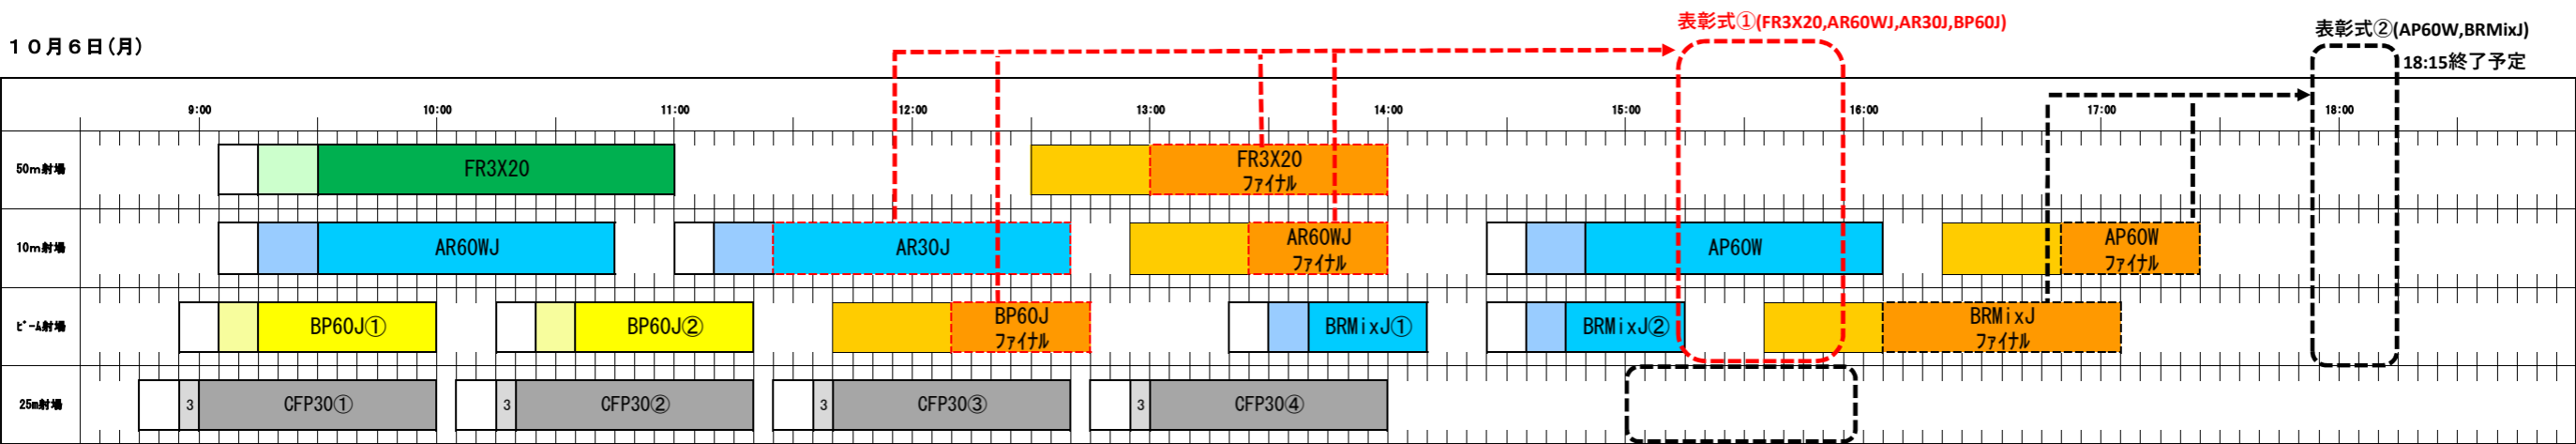 表彰式①(FR3X20,AR60WJ,AR30J,BP60J)
表彰式②(AP60W,BRMixJ)
18:15終了予定
１０月６日(月)
9:00 10:00 11:00 12:00 13:00 14:00 15:00 16:00 17:00 18:00
50m射場 FR3X20 FR3X20
ﾌｧｲﾅﾙ
10m射場 AR60WJ AR30J AR60WJ AP60W AP60W
ﾌｧｲﾅﾙ ﾌｧｲﾅﾙ
ﾋﾞｰﾑ射場 BP60J① BP60J② BP60J BRMixJ① BRMixJ② BRMixJ
ﾌｧｲﾅﾙ ﾌｧｲﾅﾙ
25m射場 3 CFP30① 3 CFP30② 3 CFP30③ 3 CFP30④